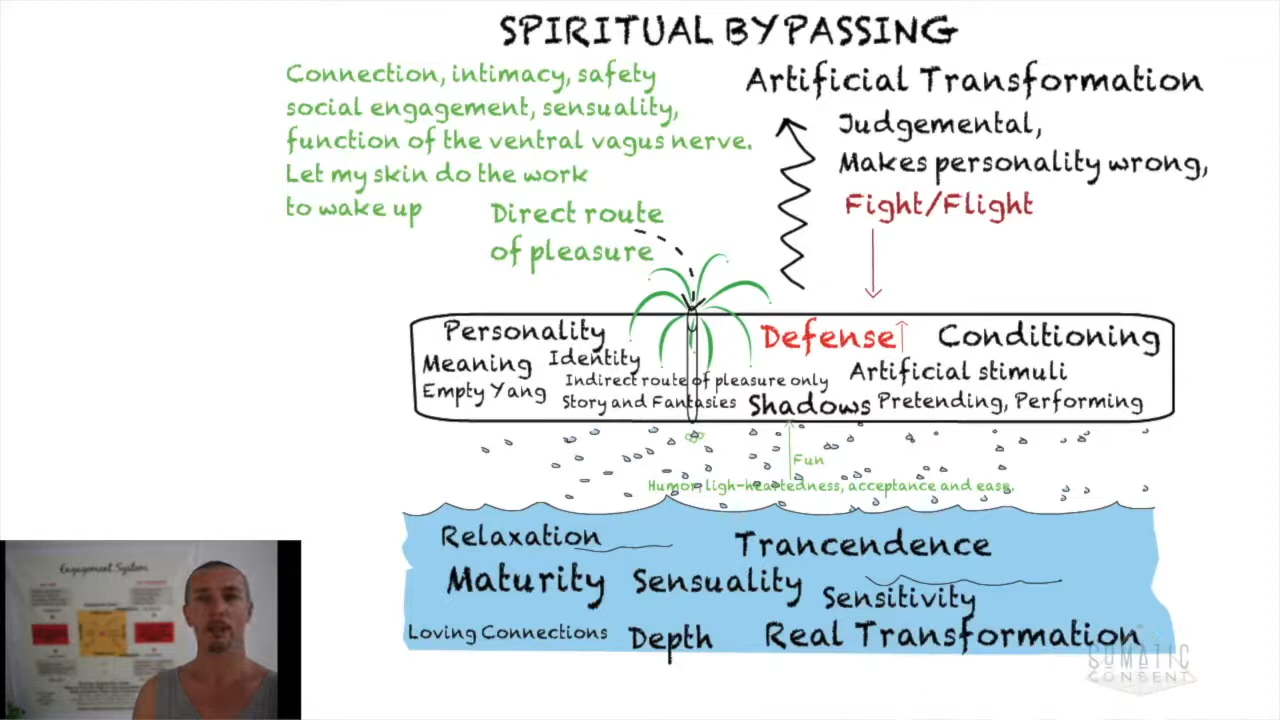 SPIRITUAL BYPASSING
Connection, intimacy, safety
social engagement, sensuality,
function of the ventral vagus nerve.
Let my skin do the work
to wake up
Direct route
of pleasure
Artificial Transformation
Judgemental,
Makes personality wrong,
Fight/Flight
Personality
Meaning
Identity
Empty Yang
Indirect route of pleasure only
Story and Fantasies
Defense
Conditioning
Artificial stimuli
Shadows
Pretending, Performing
Fun
Humor, ligh-heartedness, acceptance and ease.
Relaxation
Trancendence
Maturity
Sensuality
Sensitivity
Loving Connections
Depth
Real Transformation
SOMATIC
CONSENT
Engagement System